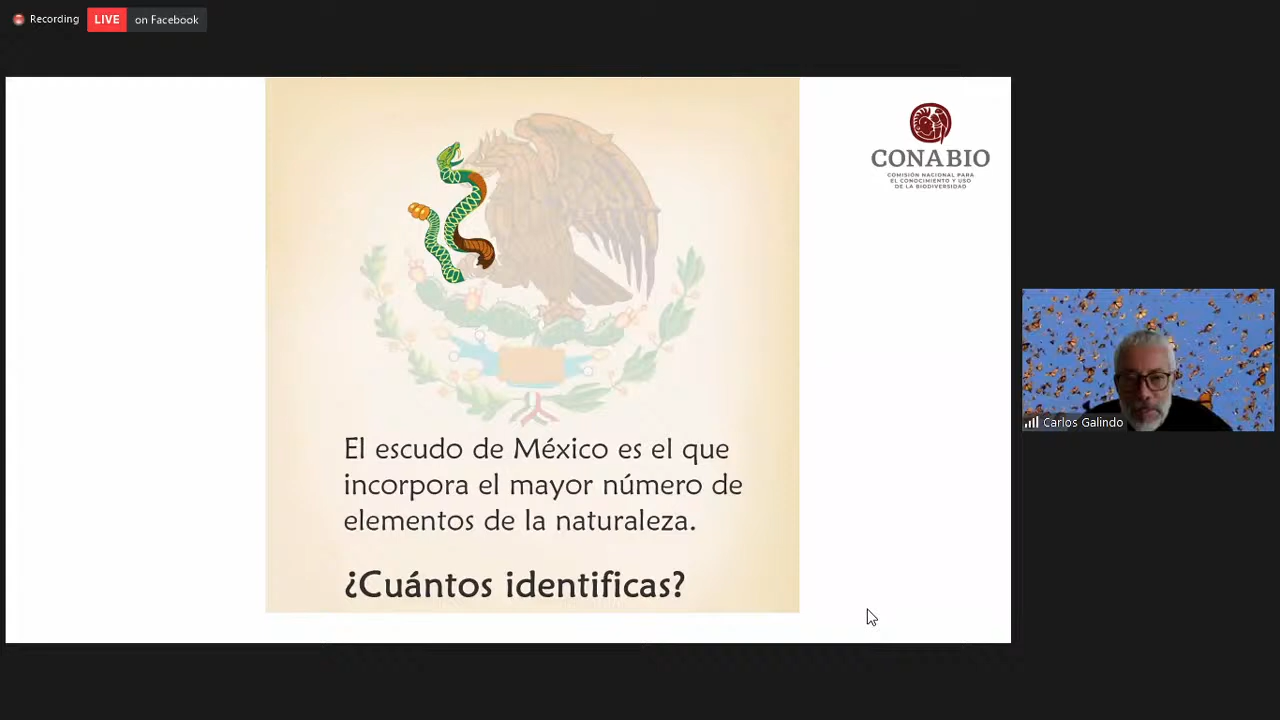 Recording
LIVE on Facebook
CONABIO
COMISIÓN NACIONAL PARA
EL CONOCIMIENTO Y USO
DE LA BIODIVERSIDAD
El escudo de México es el que
incorpora el mayor número de
elementos de la naturaleza.
¿Cuántos identificas?
Carlos Galindo